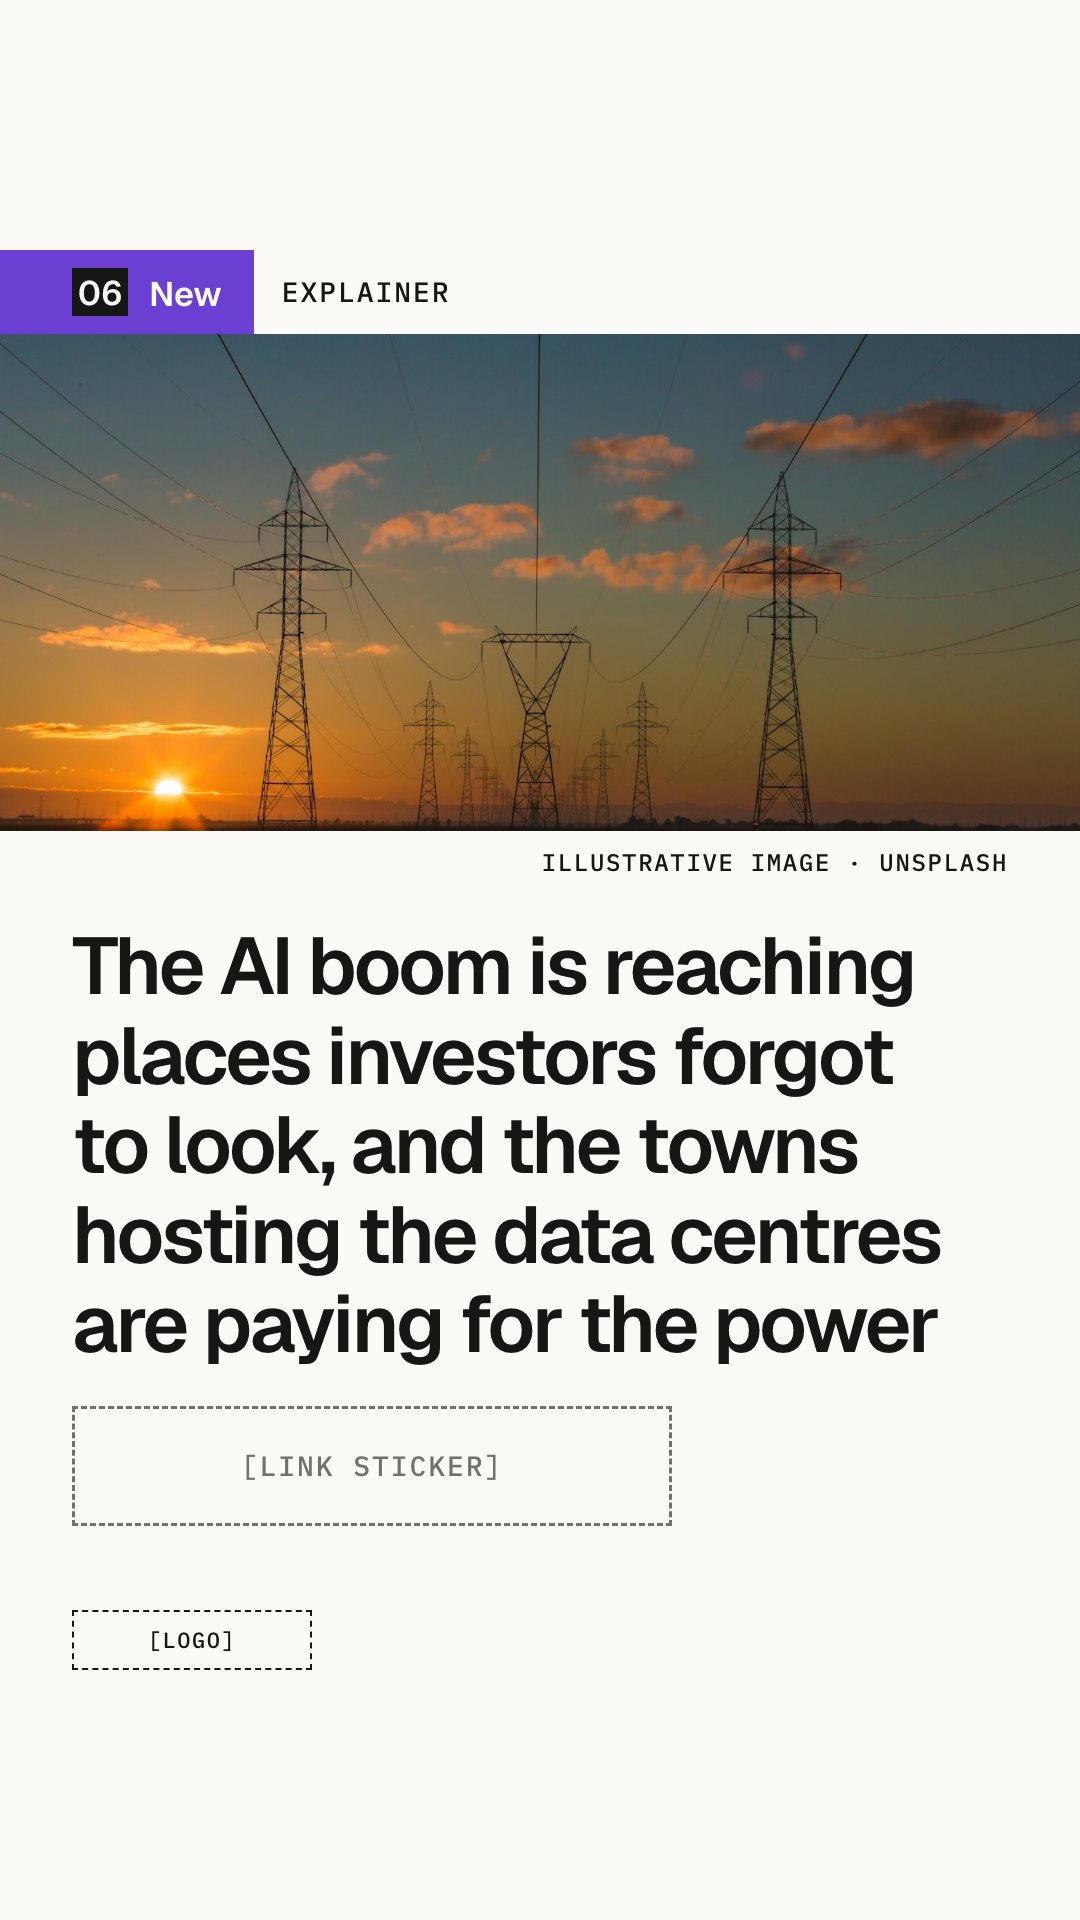 06 New
EXPLAINER
ILLUSTRATIVE IMAGE · UNSPLASH
The AI boom is reaching
places investors forgot
to look, and the towns
hosting the data centres
are paying for the power
[LINK STICKER]
[LOGO]